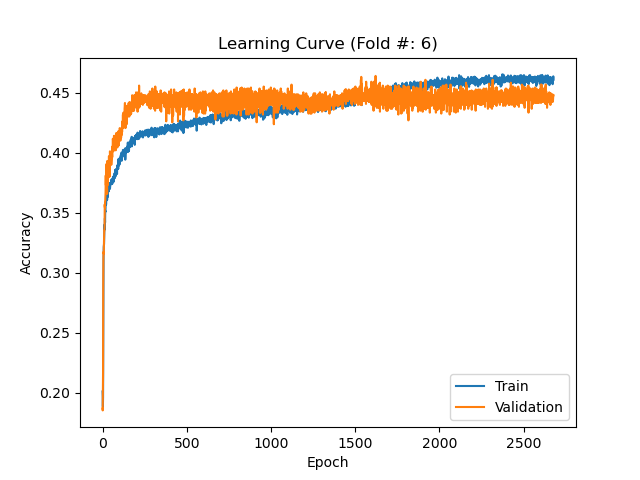 Learning Curve (Fold #: 6)
Accuracy
0.45
0.40
0.35
0.30
0.25
0.20
0 500 1000 1500 2000 2500
Epoch
Train
Validation